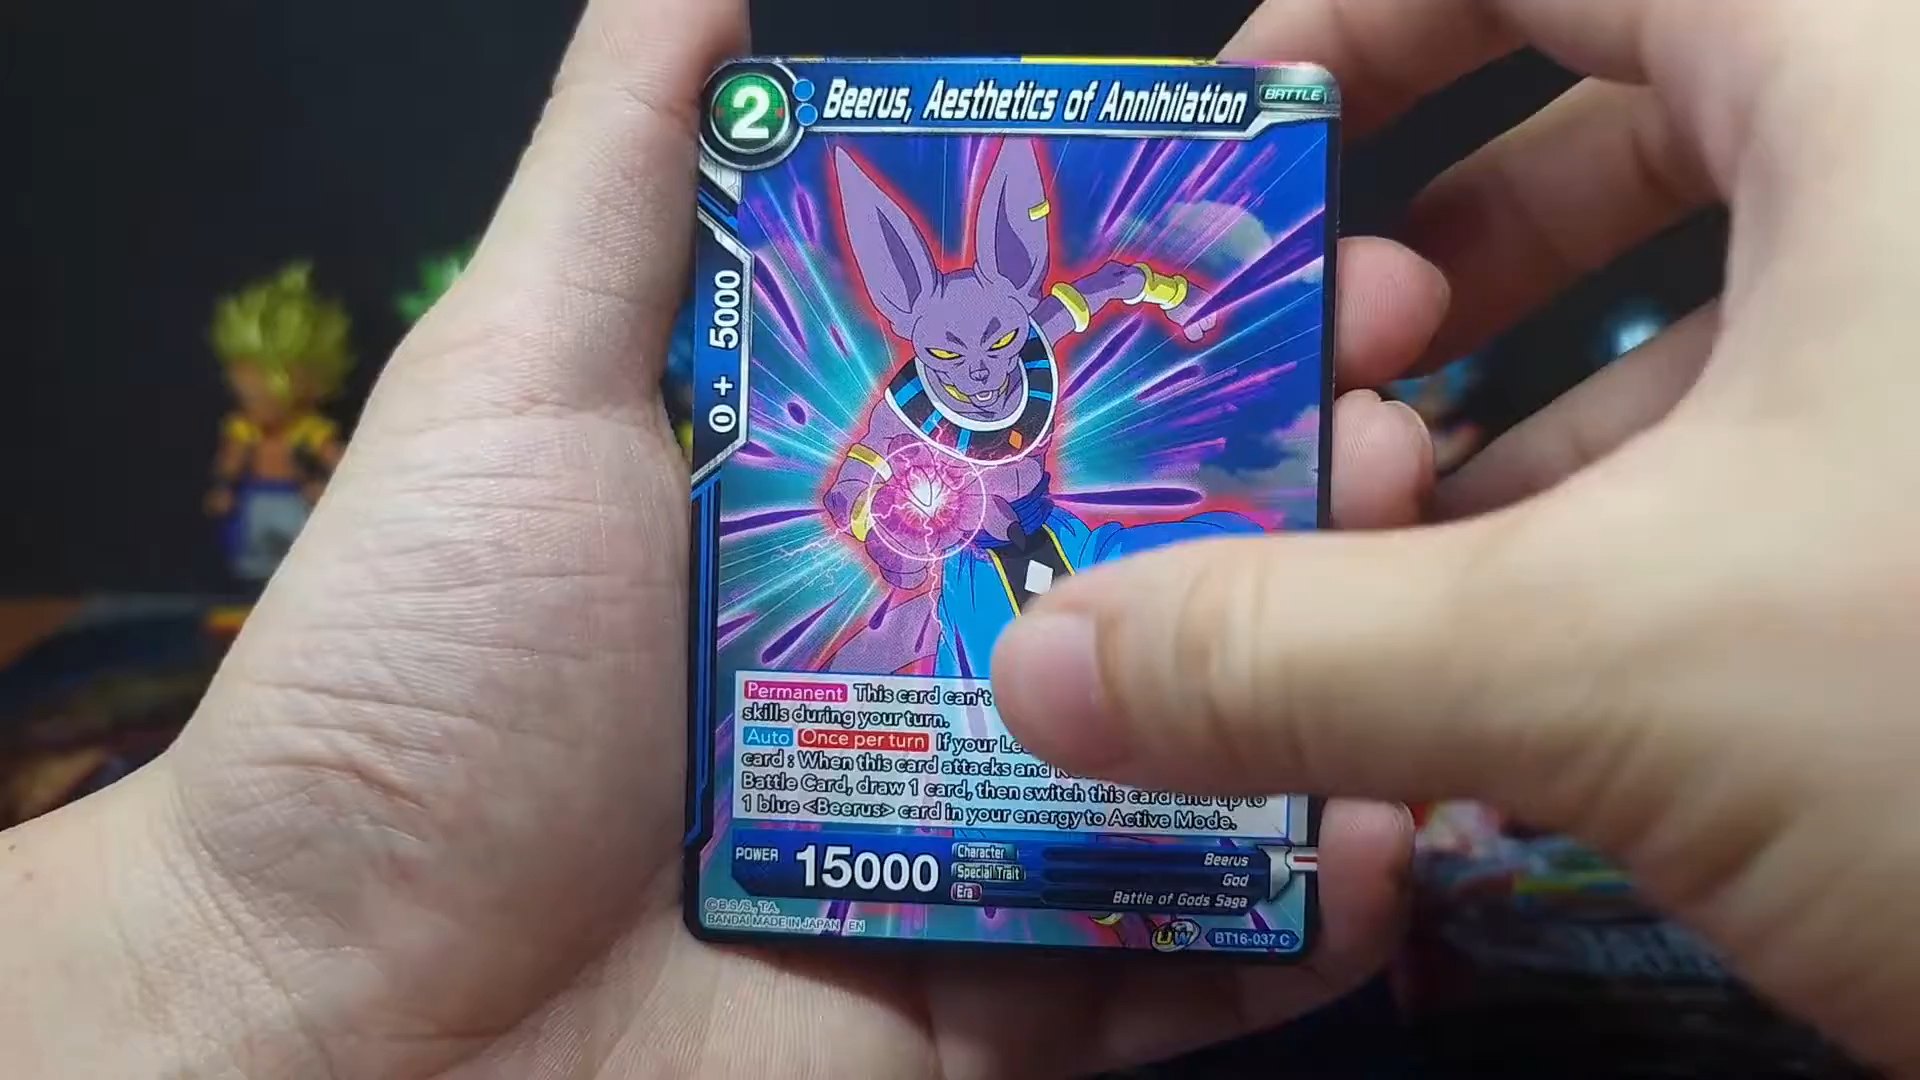 2
Beerus, Aesthetics of Annihilation
BATTLE
0 + 5000
Permanent This card can't
skills during your turn.
Auto Once per turn If your Le
card : When this card attacks and
Battle Card, draw 1 card, then switch this card and up to
1 blue <Beerus> card in your energy to Active Mode.
POWER 15000
Character Beerus
Special Trait God
Era Battle of Gods Saga
©B.S./S., T.A.
BANDAI MADE IN JAPAN EN
UW BT16-037 C